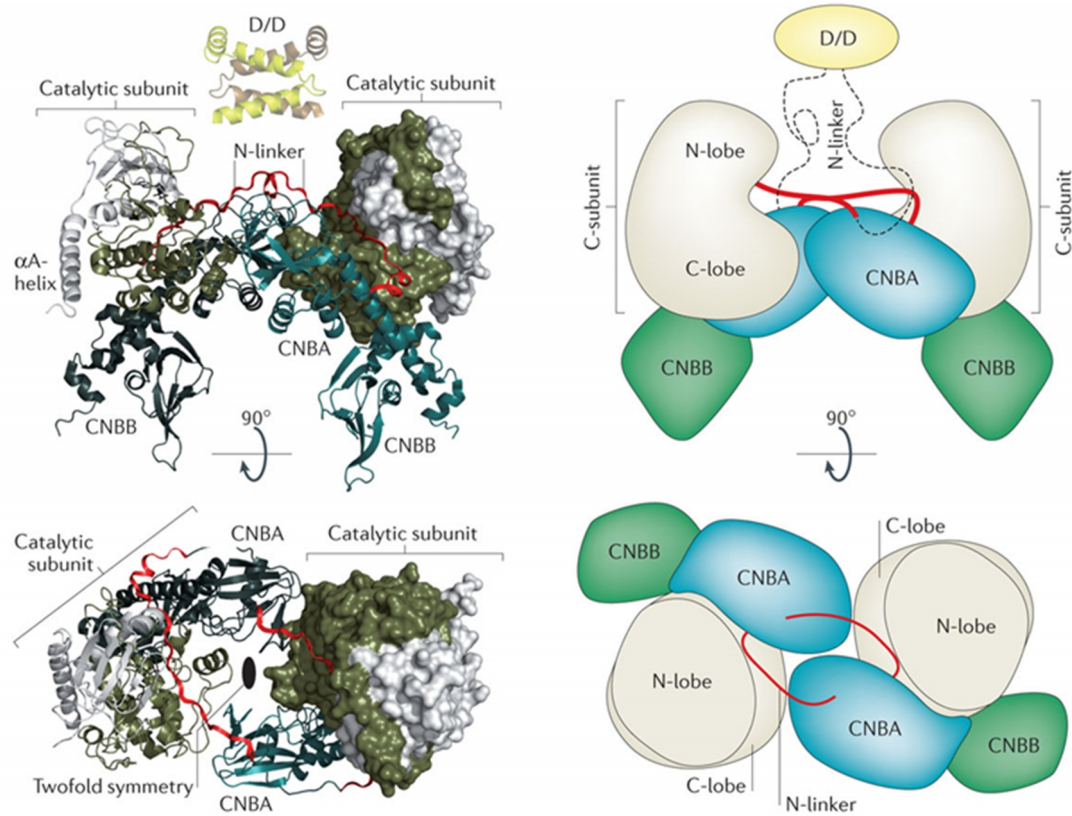 D/D
Catalytic subunit
Catalytic subunit
N-linker
αA-
helix
CNBA
CNBB
CNBB
90°
D/D
N-linker
N-lobe
C-lobe
C-subunit
C-subunit
CNBA
CNBB
CNBB
90°
Catalytic
subunit
CNBA
Catalytic subunit
Twofold symmetry
CNBA
C-lobe
CNBB
CNBA
N-lobe
N-lobe
CNBA
CNBB
C-lobe
N-linker